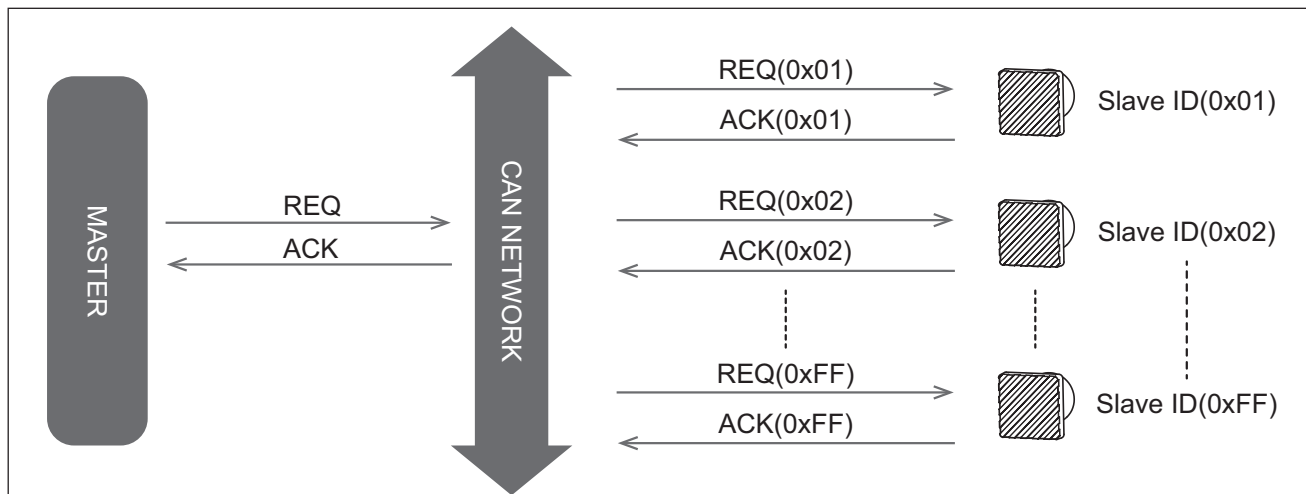 MASTER
REQ
ACK
CAN NETWORK
REQ(0x01)
ACK(0x01)
Slave ID(0x01)
REQ(0x02)
ACK(0x02)
Slave ID(0x02)
REQ(0xFF)
ACK(0xFF)
Slave ID(0xFF)